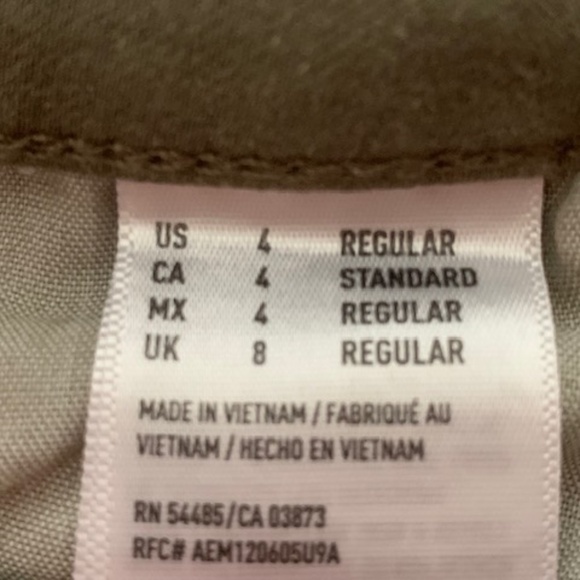 US 4 REGULAR
CA 4 STANDARD
MX 4 REGULAR
UK 8 REGULAR
MADE IN VIETNAM / FABRIQUÉ AU
VIETNAM / HECHO EN VIETNAM
RN 54485/CA 03873
RFC# AEM120605U9A